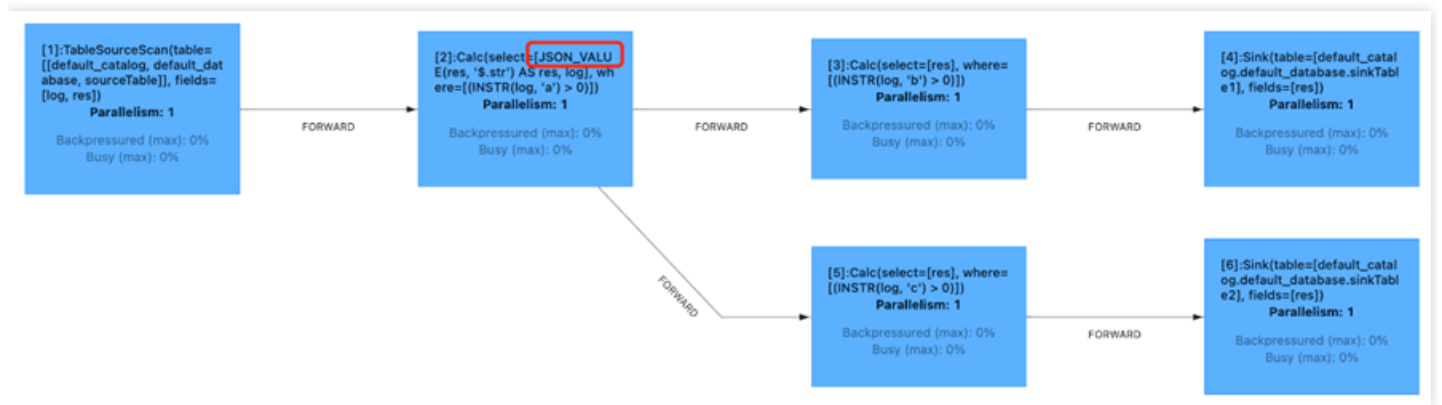 [1]:TableSourceScan(table=
[[default_catalog, default_dat
abase, sourceTable]], fields=
[log, res])
Parallelism: 1
Backpressured (max): 0%
Busy (max): 0%
FORWARD
[2]:Calc(select=[JSON_VALU
E(res, '$.str') AS res, log], wh
ere=[(INSTR(log, 'a') > 0)])
Parallelism: 1
Backpressured (max): 0%
Busy (max): 0%
FORWARD
[3]:Calc(select=[res], where=
[(INSTR(log, 'b') > 0)])
Parallelism: 1
Backpressured (max): 0%
Busy (max): 0%
FORWARD
[4]:Sink(table=[default_catal
og.default_database.sinkTabl
e1], fields=[res])
Parallelism: 1
Backpressured (max): 0%
Busy (max): 0%
FORWARD
[5]:Calc(select=[res], where=
[(INSTR(log, 'c') > 0)])
Parallelism: 1
Backpressured (max): 0%
Busy (max): 0%
FORWARD
[6]:Sink(table=[default_catal
og.default_database.sinkTabl
e2], fields=[res])
Parallelism: 1
Backpressured (max): 0%
Busy (max): 0%